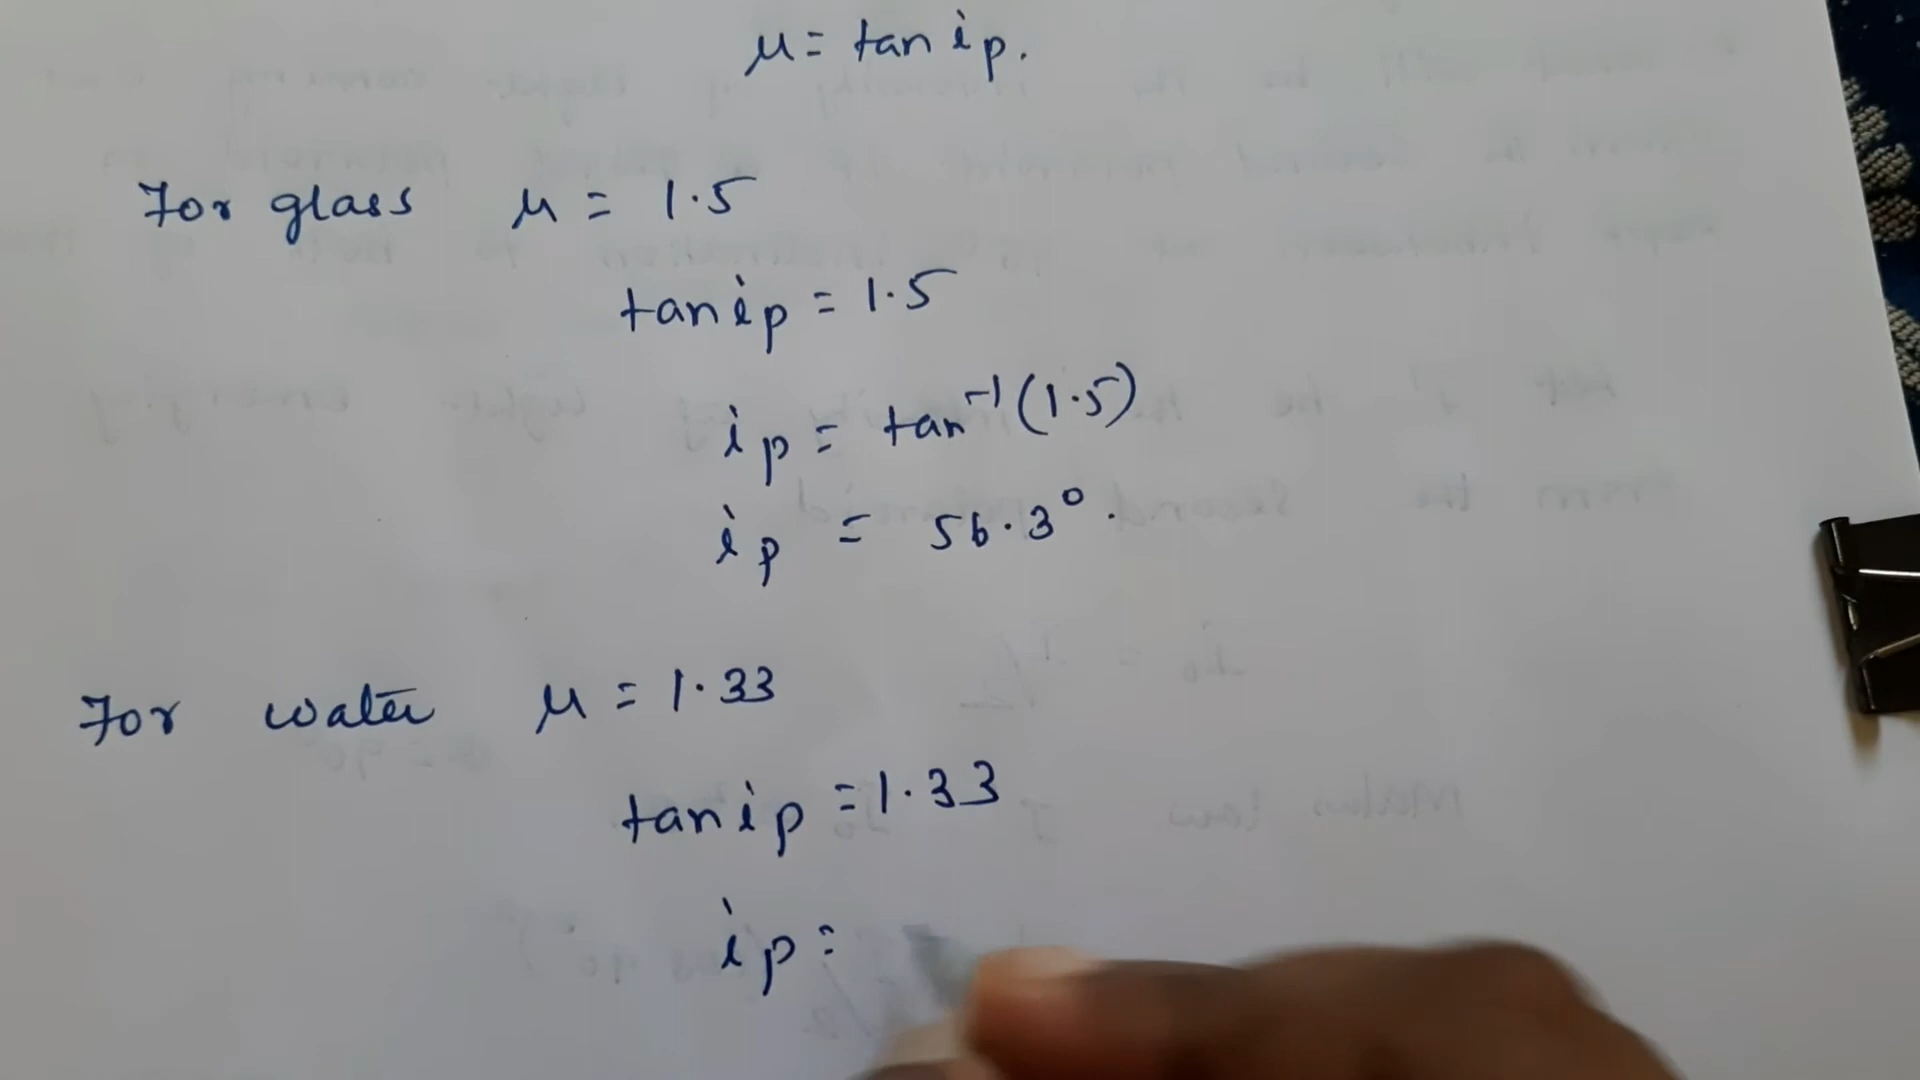 μ = tan ip.
For glass μ = 1.5
tan ip = 1.5
ip = tan⁻¹(1.5)
ip = 56.3°.
For water μ = 1.33
tan ip = 1.33
ip =